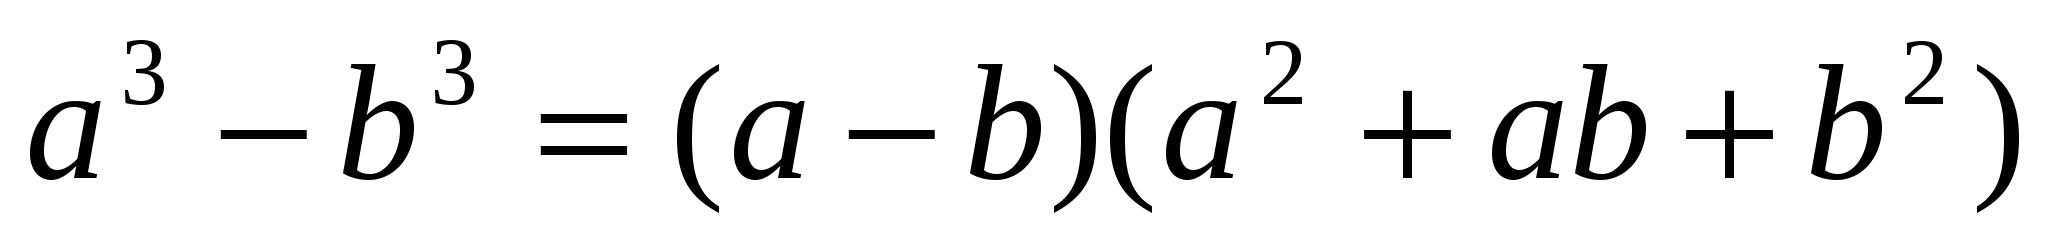 a³ − b³ = (a − b)(a² + ab + b²)